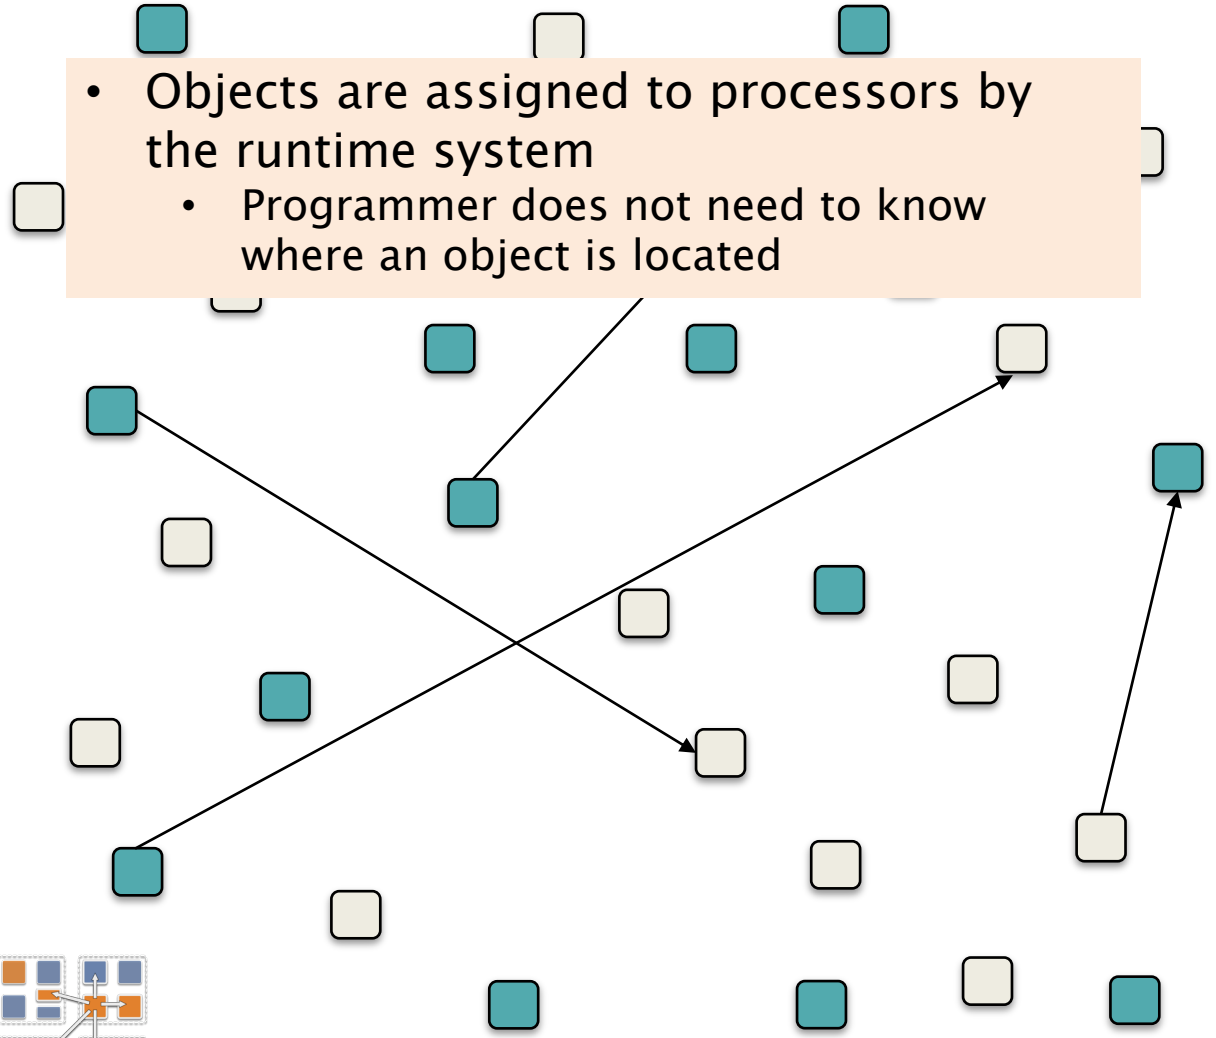 • Objects are assigned to processors by
the runtime system
• Programmer does not need to know
where an object is located